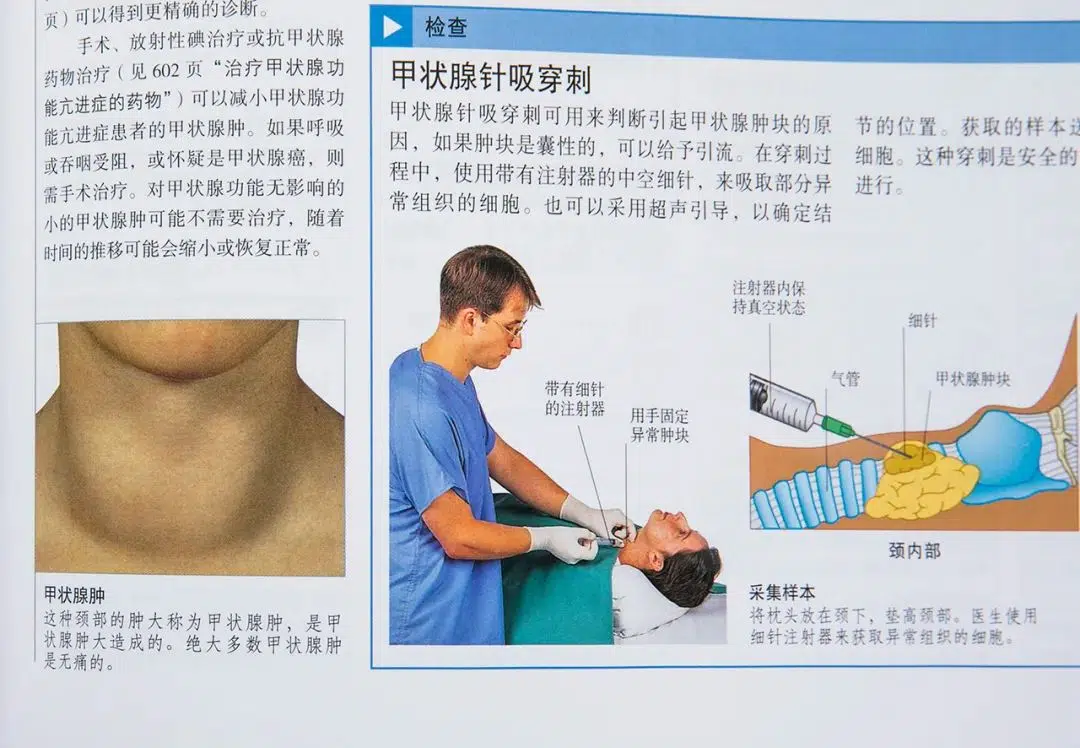 页）可以得到更精确的诊断。
手术、放射性碘治疗或抗甲状腺
药物治疗（见602页“治疗甲状腺功
能亢进症的药物”）可以减小甲状腺功
能亢进症患者的甲状腺肿。如果呼吸
或吞咽受阻，或怀疑是甲状腺癌，则
需手术治疗。对甲状腺功能无影响的
小的甲状腺肿可能不需要治疗，随着
时间的推移可能会缩小或恢复正常。
甲状腺肿
这种颈部的肿大称为甲状腺肿，是甲
状腺肿大造成的。绝大多数甲状腺肿
是无痛的。
检查
甲状腺针吸穿刺
甲状腺针吸穿刺可用来判断引起甲状腺肿块的原
因，如果肿块是囊性的，可以给予引流。在穿刺过
程中，使用带有注射器的中空细针，来吸取部分异
常组织的细胞。也可以采用超声引导，以确定结
节的位置。获取的样本送
细胞。这种穿刺是安全的
进行。
带有细针
的注射器
用手固定
异常肿块
注射器内保
持真空状态
细针
气管
甲状腺肿块
颈内部
采集样本
将枕头放在颈下，垫高颈部。医生使用
细针注射器来获取异常组织的细胞。